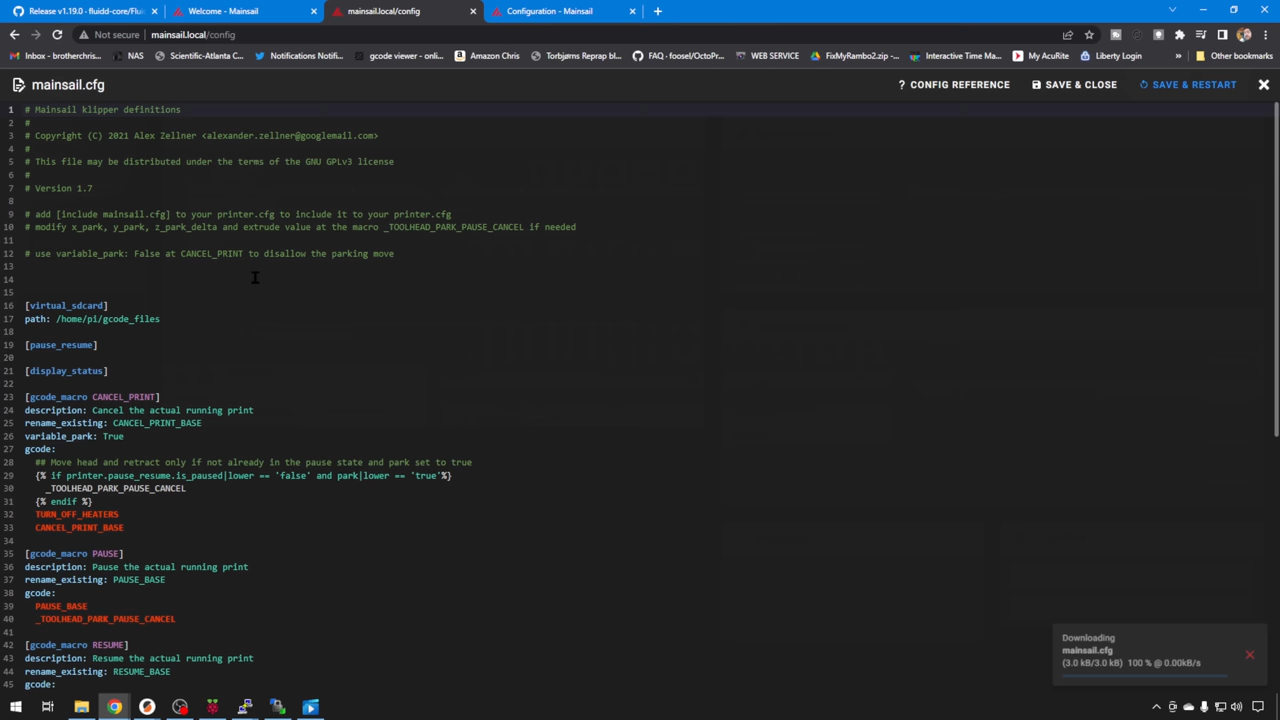 Release v1.19.0 · fluidd-core/Flui
Welcome - Mainsail
mainsail.local/config
Configuration - Mainsail
Not secure
mainsail.local/config
Inbox - brotherchris...
NAS
Scientific-Atlanta C...
Notifications Notifi...
gcode viewer - onlin...
Amazon Chris
Torbjørns Reprap bl...
FAQ · foosel/OctoPr...
WEB SERVICE
FixMyRambo2.zip -...
Interactive Time Ma...
My AcuRite
Liberty Login
»
Other bookmarks
mainsail.cfg
? CONFIG REFERENCE
SAVE & CLOSE
SAVE & RESTART
1 # Mainsail klipper definitions
2 #
3 # Copyright (C) 2021 Alex Zellner <alexander.zellner@googlemail.com>
4 #
5 # This file may be distributed under the terms of the GNU GPLv3 license
6 #
7 # Version 1.7
8
9 # add [include mainsail.cfg] to your printer.cfg to include it to your printer.cfg
10 # modify x_park, y_park, z_park_delta and extrude value at the macro _TOOLHEAD_PARK_PAUSE_CANCEL if needed
11
12 # use variable_park: False at CANCEL_PRINT to disallow the parking move
13
14
15
16 [virtual_sdcard]
17 path: /home/pi/gcode_files
18
19 [pause_resume]
20
21 [display_status]
22
23 [gcode_macro CANCEL_PRINT]
24 description: Cancel the actual running print
25 rename_existing: CANCEL_PRINT_BASE
26 variable_park: True
27 gcode:
28 ## Move head and retract only if not already in the pause state and park set to true
29 {% if printer.pause_resume.is_paused|lower == 'false' and park|lower == 'true'%}
30 _TOOLHEAD_PARK_PAUSE_CANCEL
31 {% endif %}
32 TURN_OFF_HEATERS
33 CANCEL_PRINT_BASE
34
35 [gcode_macro PAUSE]
36 description: Pause the actual running print
37 rename_existing: PAUSE_BASE
38 gcode:
39 PAUSE_BASE
40 _TOOLHEAD_PARK_PAUSE_CANCEL
41
42 [gcode_macro RESUME]
43 description: Resume the actual running print
44 rename_existing: RESUME_BASE
45 gcode:
Downloading
mainsail.cfg
(3.0 kB/3.0 kB) 100 % @ 0.00kB/s